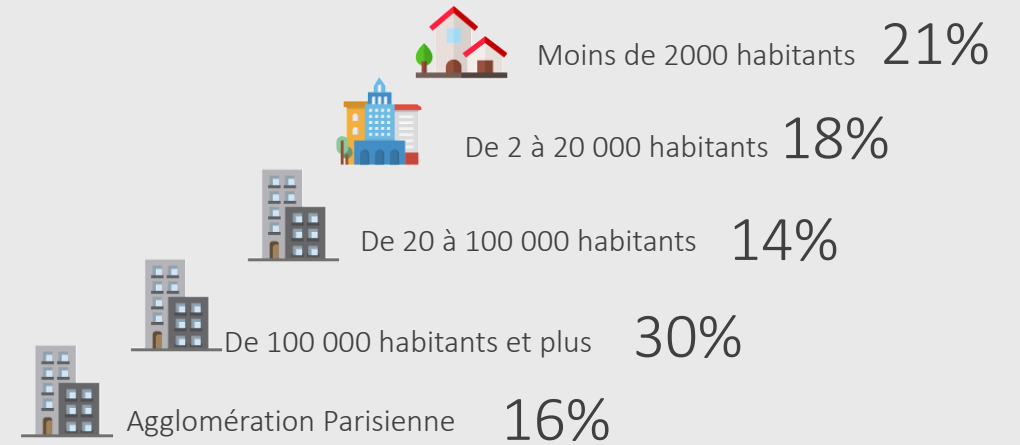 Moins de 2000 habitants 21%
De 2 à 20 000 habitants 18%
De 20 à 100 000 habitants 14%
De 100 000 habitants et plus 30%
Agglomération Parisienne 16%